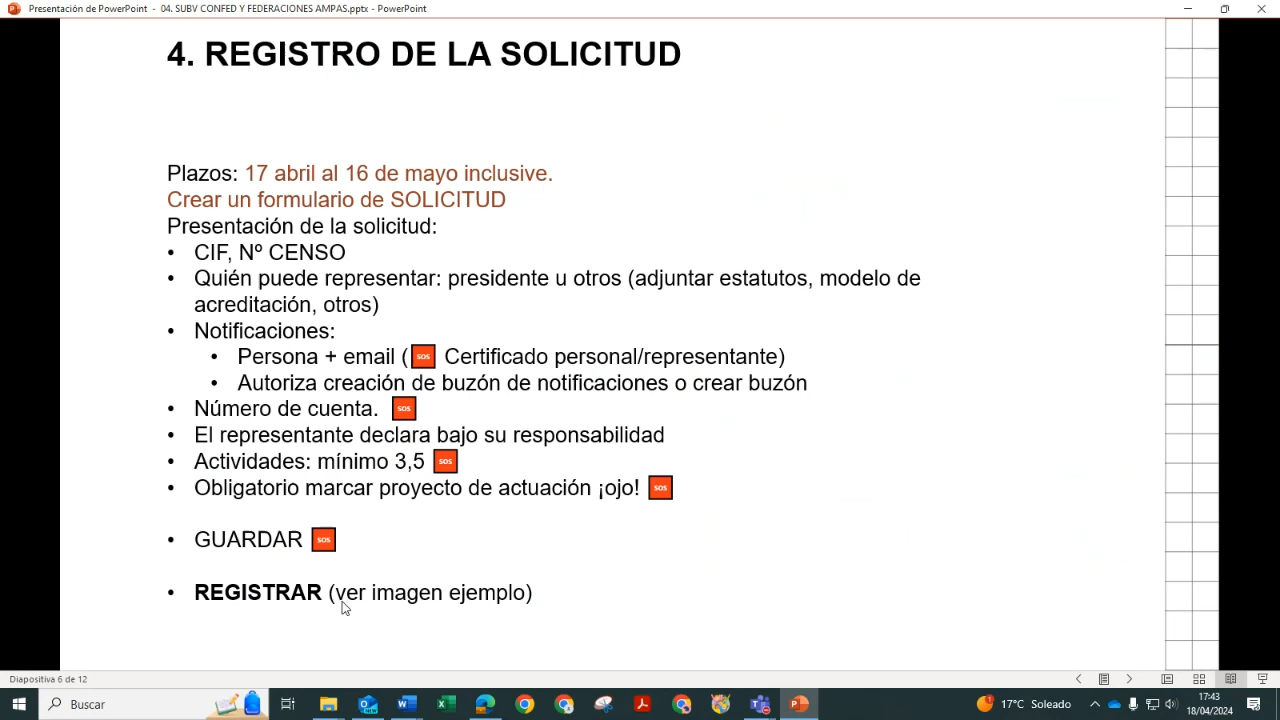 Presentación de PowerPoint - 04. SUBV CONFED Y FEDERACIONES AMPAS.pptx - PowerPoint
4. REGISTRO DE LA SOLICITUD
Plazos: 17 abril al 16 de mayo inclusive.
Crear un formulario de SOLICITUD
Presentación de la solicitud:
• CIF, Nº CENSO
• Quién puede representar: presidente u otros (adjuntar estatutos, modelo de
acreditación, otros)
• Notificaciones:
• Persona + email (SOS Certificado personal/representante)
• Autoriza creación de buzón de notificaciones o crear buzón
• Número de cuenta. SOS
• El representante declara bajo su responsabilidad
• Actividades: mínimo 3,5 SOS
• Obligatorio marcar proyecto de actuación ¡ojo! SOS
• GUARDAR SOS
• REGISTRAR (ver imagen ejemplo)
Diapositiva 6 de 12
Buscar
17°C Soleado
17:43
18/04/2024